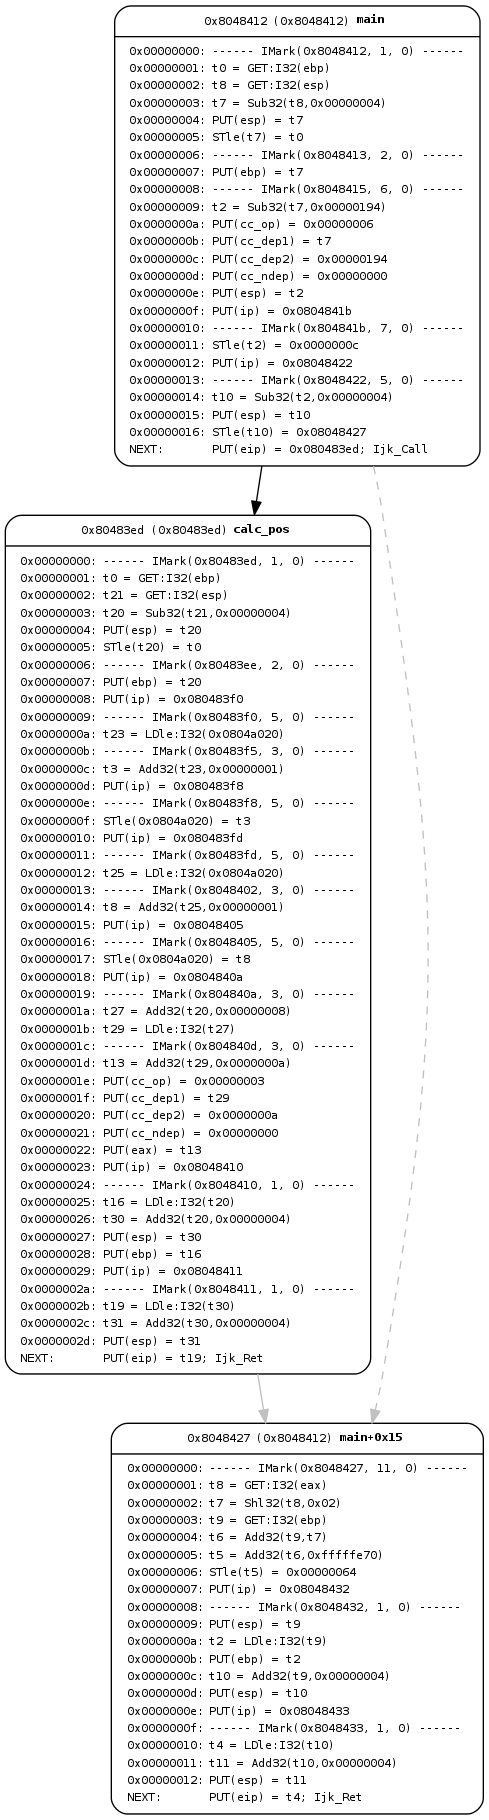 0x8048412 (0x8048412) main
0x00000000: ------ IMark(0x8048412, 1, 0) ------
0x00000001: t0 = GET:I32(ebp)
0x00000002: t8 = GET:I32(esp)
0x00000003: t7 = Sub32(t8,0x00000004)
0x00000004: PUT(esp) = t7
0x00000005: STle(t7) = t0
0x00000006: ------ IMark(0x8048413, 2, 0) ------
0x00000007: PUT(ebp) = t7
0x00000008: ------ IMark(0x8048415, 6, 0) ------
0x00000009: t2 = Sub32(t7,0x00000194)
0x0000000a: PUT(cc_op) = 0x00000006
0x0000000b: PUT(cc_dep1) = t7
0x0000000c: PUT(cc_dep2) = 0x00000194
0x0000000d: PUT(cc_ndep) = 0x00000000
0x0000000e: PUT(esp) = t2
0x0000000f: PUT(ip) = 0x0804841b
0x00000010: ------ IMark(0x804841b, 7, 0) ------
0x00000011: STle(t2) = 0x0000000c
0x00000012: PUT(ip) = 0x08048422
0x00000013: ------ IMark(0x8048422, 5, 0) ------
0x00000014: t10 = Sub32(t2,0x00000004)
0x00000015: PUT(esp) = t10
0x00000016: STle(t10) = 0x08048427
NEXT: PUT(eip) = 0x080483ed; Ijk_Call
0x80483ed (0x80483ed) calc_pos
0x00000000: ------ IMark(0x80483ed, 1, 0) ------
0x00000001: t0 = GET:I32(ebp)
0x00000002: t21 = GET:I32(esp)
0x00000003: t20 = Sub32(t21,0x00000004)
0x00000004: PUT(esp) = t20
0x00000005: STle(t20) = t0
0x00000006: ------ IMark(0x80483ee, 2, 0) ------
0x00000007: PUT(ebp) = t20
0x00000008: PUT(ip) = 0x080483f0
0x00000009: ------ IMark(0x80483f0, 5, 0) ------
0x0000000a: t23 = LDle:I32(0x0804a020)
0x0000000b: ------ IMark(0x80483f5, 3, 0) ------
0x0000000c: t3 = Add32(t23,0x00000001)
0x0000000d: PUT(ip) = 0x080483f8
0x0000000e: ------ IMark(0x80483f8, 5, 0) ------
0x0000000f: STle(0x0804a020) = t3
0x00000010: PUT(ip) = 0x080483fd
0x00000011: ------ IMark(0x80483fd, 5, 0) ------
0x00000012: t25 = LDle:I32(0x0804a020)
0x00000013: ------ IMark(0x8048402, 3, 0) ------
0x00000014: t8 = Add32(t25,0x00000001)
0x00000015: PUT(ip) = 0x08048405
0x00000016: ------ IMark(0x8048405, 5, 0) ------
0x00000017: STle(0x0804a020) = t8
0x00000018: PUT(ip) = 0x0804840a
0x00000019: ------ IMark(0x804840a, 3, 0) ------
0x0000001a: t27 = Add32(t20,0x00000008)
0x0000001b: t29 = LDle:I32(t27)
0x0000001c: ------ IMark(0x804840d, 3, 0) ------
0x0000001d: t13 = Add32(t29,0x0000000a)
0x0000001e: PUT(cc_op) = 0x00000003
0x0000001f: PUT(cc_dep1) = t29
0x00000020: PUT(cc_dep2) = 0x0000000a
0x00000021: PUT(cc_ndep) = 0x00000000
0x00000022: PUT(eax) = t13
0x00000023: PUT(ip) = 0x08048410
0x00000024: ------ IMark(0x8048410, 1, 0) ------
0x00000025: t16 = LDle:I32(t20)
0x00000026: t30 = Add32(t20,0x00000004)
0x00000027: PUT(esp) = t30
0x00000028: PUT(ebp) = t16
0x00000029: PUT(ip) = 0x08048411
0x0000002a: ------ IMark(0x8048411, 1, 0) ------
0x0000002b: t19 = LDle:I32(t30)
0x0000002c: t31 = Add32(t30,0x00000004)
0x0000002d: PUT(esp) = t31
NEXT: PUT(eip) = t19; Ijk_Ret
0x8048427 (0x8048412) main+0x15
0x00000000: ------ IMark(0x8048427, 11, 0) ------
0x00000001: t8 = GET:I32(eax)
0x00000002: t7 = Shl32(t8,0x02)
0x00000003: t9 = GET:I32(ebp)
0x00000004: t6 = Add32(t9,t7)
0x00000005: t5 = Add32(t6,0xfffffe70)
0x00000006: STle(t5) = 0x00000064
0x00000007: PUT(ip) = 0x08048432
0x00000008: ------ IMark(0x8048432, 1, 0) ------
0x00000009: PUT(esp) = t9
0x0000000a: t2 = LDle:I32(t9)
0x0000000b: PUT(ebp) = t2
0x0000000c: t10 = Add32(t9,0x00000004)
0x0000000d: PUT(esp) = t10
0x0000000e: PUT(ip) = 0x08048433
0x0000000f: ------ IMark(0x8048433, 1, 0) ------
0x00000010: t4 = LDle:I32(t10)
0x00000011: t11 = Add32(t10,0x00000004)
0x00000012: PUT(esp) = t11
NEXT: PUT(eip) = t4; Ijk_Ret